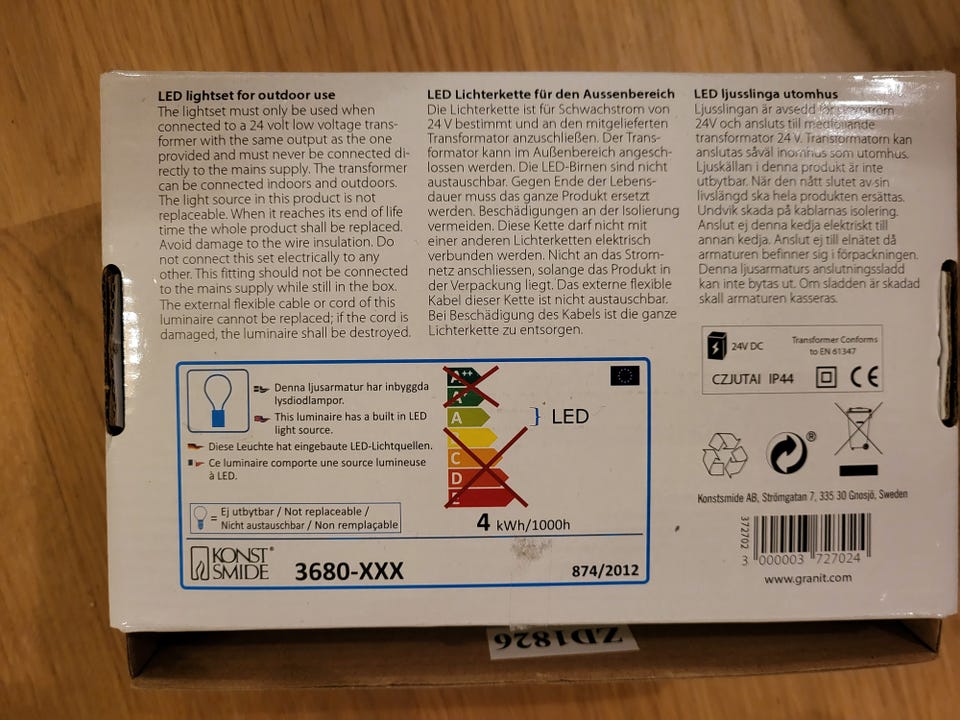 LED lightset for outdoor use
The lightset must only be used when
connected to a 24 volt low voltage trans-
former with the same output as the one
provided and must never be connected di-
rectly to the mains supply. The transformer
can be connected indoors and outdoors.
The light source in this product is not
replaceable. When it reaches its end of life
time the whole product shall be replaced.
Avoid damage to the wire insulation. Do
not connect this set electrically to any
other. This fitting should not be connected
to the mains supply while still in the box.
The external flexible cable or cord of this
luminaire cannot be replaced; if the cord is
damaged, the luminaire shall be destroyed.
LED Lichterkette für den Aussenbereich
Die Lichterkette ist für Schwachstrom von
24 V bestimmt und an den mitgelieferten
Transformator anzuschließen. Der Trans-
formator kann im Außenbereich angesch-
lossen werden. Die LED-Birnen sind nicht
austauschbar. Gegen Ende der Lebens-
dauer muss das ganze Produkt ersetzt
werden. Beschädigungen an der Isolierung
vermeiden. Diese Kette darf nicht mit
einer anderen Lichterketten elektrisch
verbunden werden. Nicht an das Strom-
netz anschliessen, solange das Produkt in
der Verpackung liegt. Das externe flexible
Kabel dieser Kette ist nicht austauschbar.
Bei Beschädigung des Kabels ist die ganze
Lichterkette zu entsorgen.
LED ljusslinga utomhus
Ljusslingan är avsedd för svagström
24V och ansluts till medföljande
transformator 24 V. Transformatorn kan
anslutas såväl inomhus som utomhus.
Ljuskällan i denna produkt är inte
utbytbar. När den nått slutet av sin
livslängd ska hela produkten ersättas.
Undvik skada på kablarnas isolering.
Anslut ej denna kedja elektriskt till
annan kedja. Anslut ej till elnätet då
armaturen befinner sig i förpackningen.
Denna ljusarmaturs anslutningssladd
kan inte bytas ut. Om sladden är skadad
skall armaturen kasseras.
24V DC
Transformer Conforms
to EN 61347
CZJUTAI IP44 CE
Denna ljusarmatur har inbyggda
lysdiodlampor.
This luminaire has a built in LED
light source.
Diese Leuchte hat eingebaute LED-Lichtquellen.
Ce luminaire comporte une source lumineuse
à LED.
= Ej utbytbar / Not replaceable /
Nicht austauschbar / Non remplaçable
A++
A+
A
C
D
E
LED
4 kWh/1000h
KONST
SMIDE®
3680-XXX
874/2012
®
Konstsmide AB, Strömgatan 7, 335 30 Gnosjö, Sweden
372702
3 000003 727024
www.granit.com
ZD1826